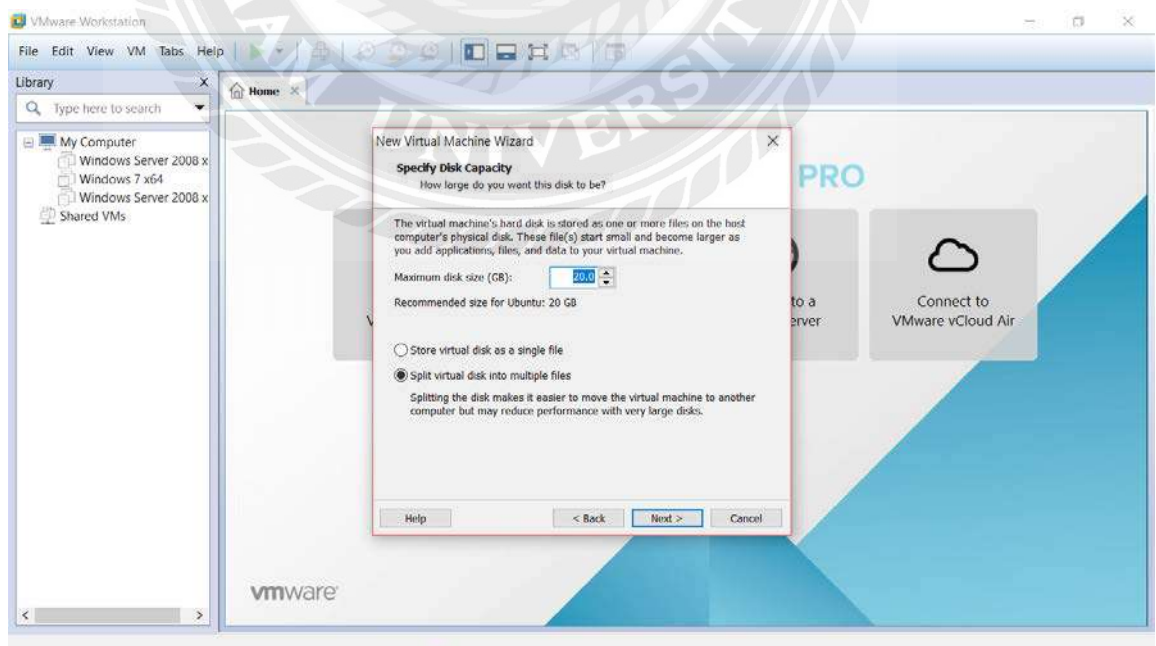 VMware Workstation
File Edit View VM Tabs Help
Library
X
Home
Type here to search
My Computer
Windows Server 2008 x
Windows 7 x64
Windows Server 2008 x
Shared VMs
UNIVERSITY
PRO
New Virtual Machine Wizard
Specify Disk Capacity
How large do you want this disk to be?
The virtual machine's hard disk is stored as one or more files on the host
computer's physical disk. These file(s) start small and become larger as
you add applications, files, and data to your virtual machine.
Maximum disk size (GB): 20.0
Recommended size for Ubuntu: 20 GB
Store virtual disk as a single file
Split virtual disk into multiple files
Splitting the disk makes it easier to move the virtual machine to another
computer but may reduce performance with very large disks.
Help < Back Next > Cancel
to a
Connect to
VMware vCloud Air
vmware